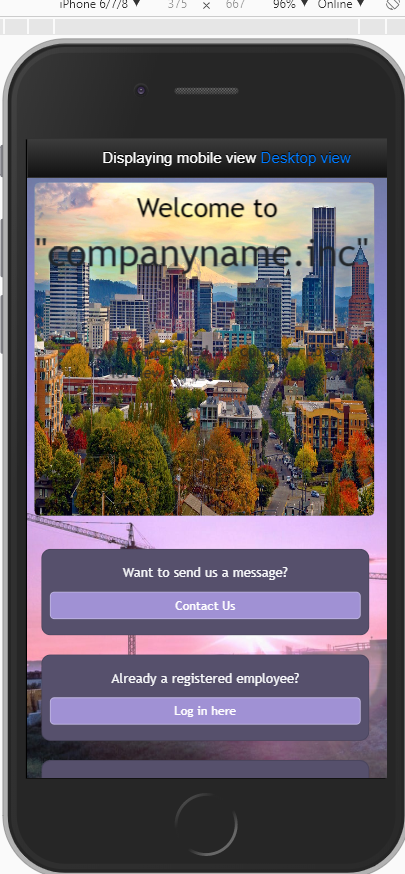 iPhone 6/7/8 ▼ 375 × 667 96% ▼ Online ▼
Displaying mobile view Desktop view
Welcome to
"companyname.inc"
Want to send us a message?
Contact Us
Already a registered employee?
Log in here